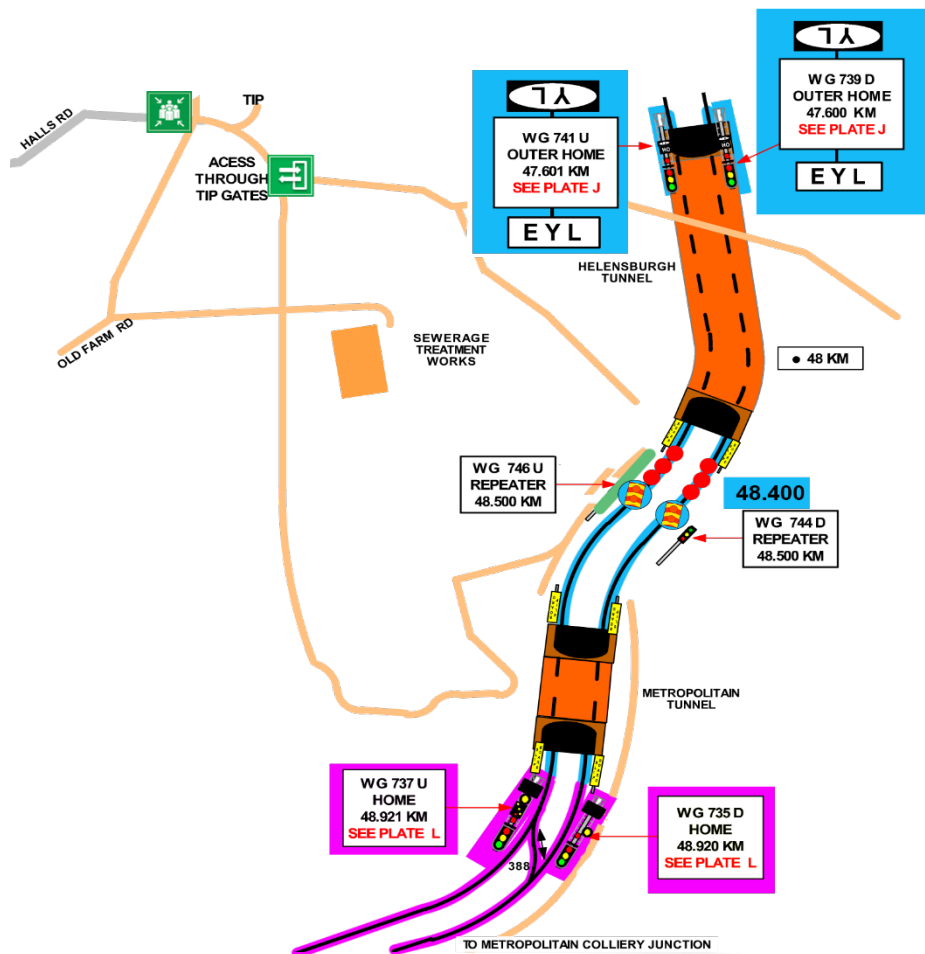 YL
WG 739 D
OUTER HOME
47.600 KM
SEE PLATE J
EYL
YL
WG 741 U
OUTER HOME
47.601 KM
SEE PLATE J
EYL
HO
HO
HALLS RD
TIP
ACESS
THROUGH
TIP GATES
HELENSBURGH
TUNNEL
OLD FARM RD
SEWERAGE
TREATMENT
WORKS
• 48 KM
WG 746 U
REPEATER
48.500 KM
48.400
WG 744 D
REPEATER
48.500 KM
METROPOLITAIN
TUNNEL
WG 737 U
HOME
48.921 KM
SEE PLATE L
WG 735 D
HOME
48.920 KM
SEE PLATE L
388
TO METROPOLITAN COLLIERY JUNCTION